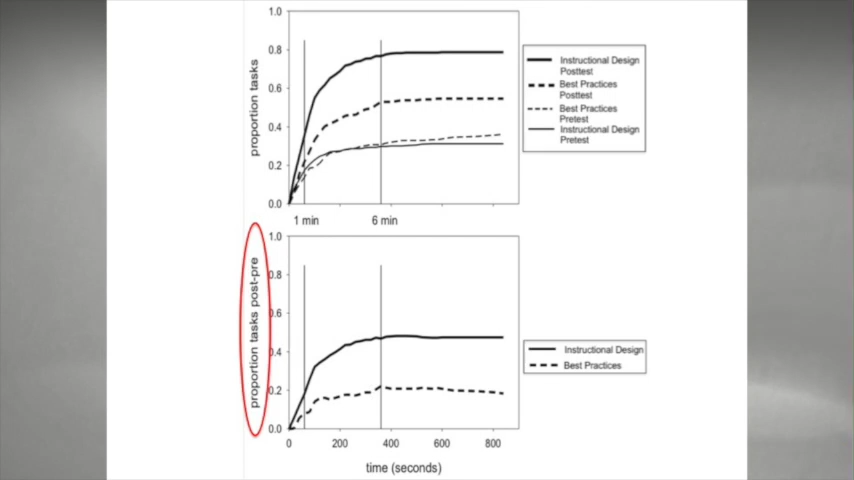 1.0
0.8
0.6
0.4
0.2
0.0
proportion tasks
1 min
6 min
Instructional Design
Posttest
Best Practices
Posttest
Best Practices
Pretest
Instructional Design
Pretest
1.0
0.8
0.6
0.4
0.2
0.0
proportion tasks post-pre
0
200
400
600
800
time (seconds)
Instructional Design
Best Practices